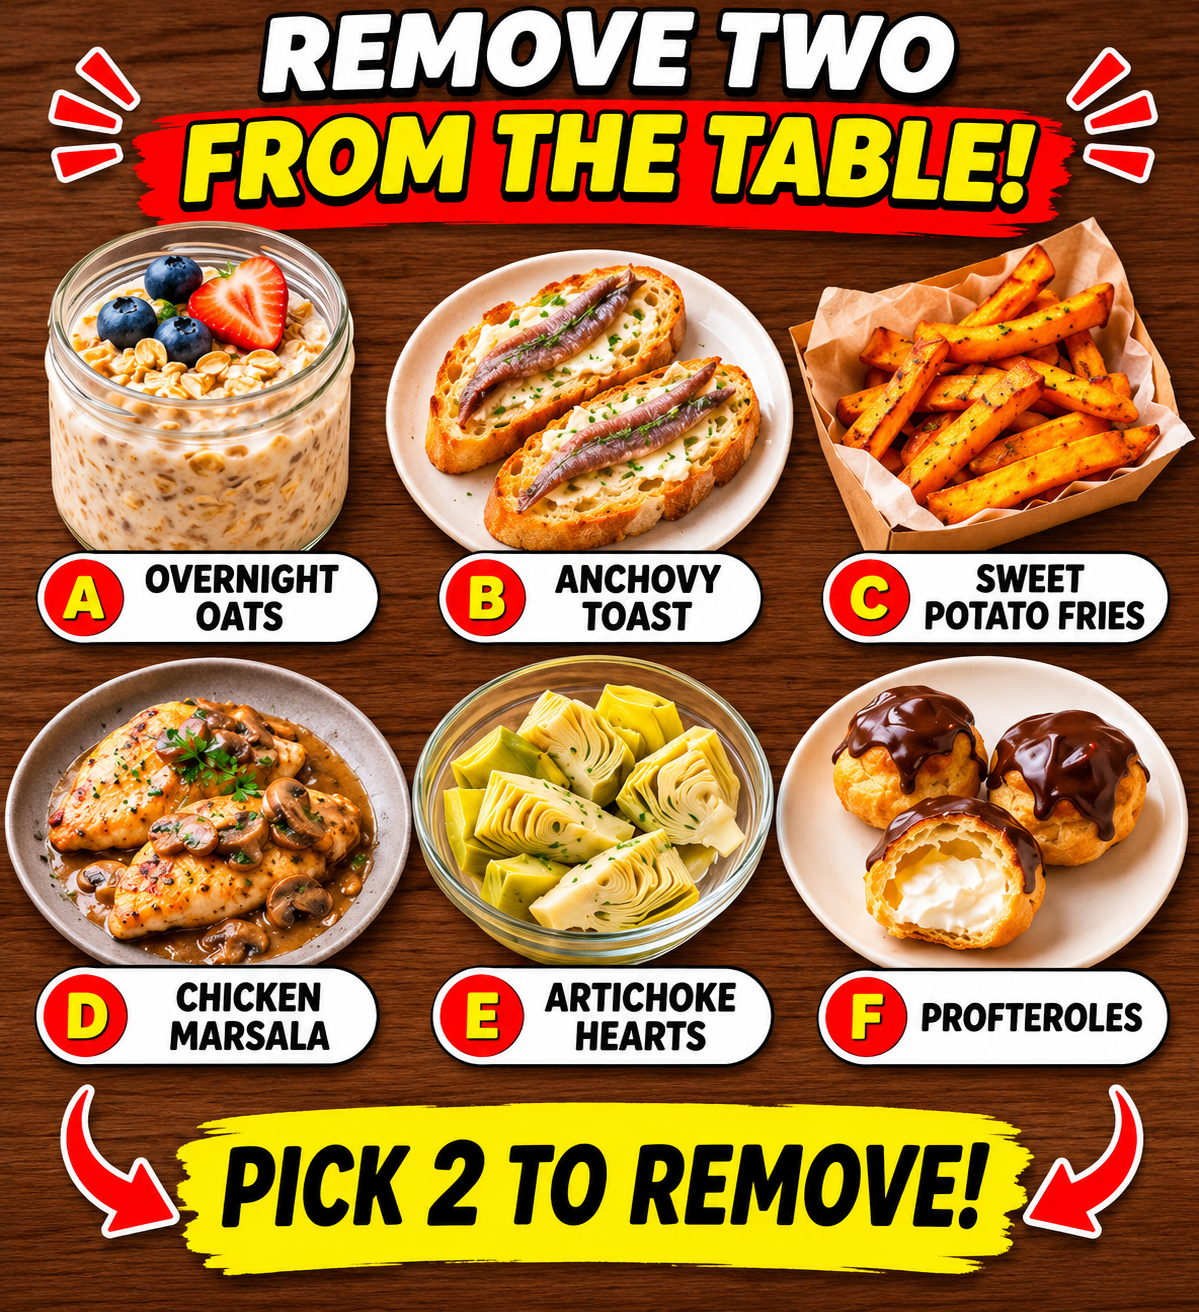 REMOVE TWO
FROM THE TABLE!
A OVERNIGHT
OATS
B ANCHOVY
TOAST
C SWEET
POTATO FRIES
D CHICKEN
MARSALA
E ARTICHOKE
HEARTS
F PROFTEROLES
PICK 2 TO REMOVE!